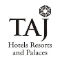 TAJ
Hotels Resorts
and Palaces